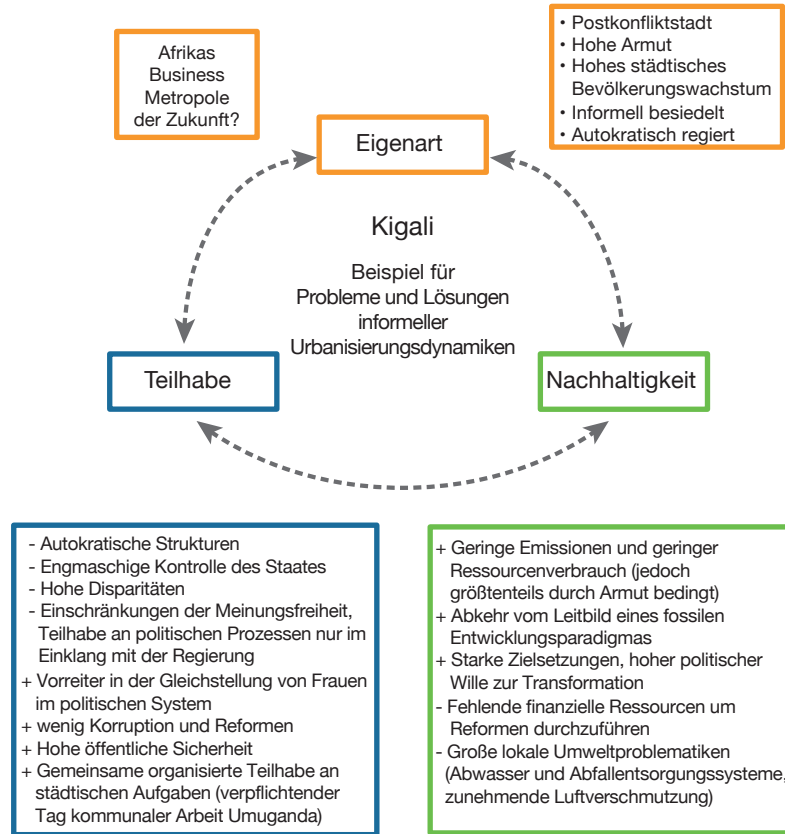 Afrikas
Business
Metropole
der Zukunft?
• Postkonfliktstadt
• Hohe Armut
• Hohes städtisches
Bevölkerungswachstum
• Informell besiedelt
• Autokratisch regiert
Eigenart
Kigali
Beispiel für
Probleme und Lösungen
informeller
Urbanisierungsdynamiken
Teilhabe
Nachhaltigkeit
- Autokratische Strukturen
- Engmaschige Kontrolle des Staates
- Hohe Disparitäten
- Einschränkungen der Meinungsfreiheit,
Teilhabe an politischen Prozessen nur im
Einklang mit der Regierung
+ Vorreiter in der Gleichstellung von Frauen
im politischen System
+ wenig Korruption und Reformen
+ Hohe öffentliche Sicherheit
+ Gemeinsame organisierte Teilhabe an
städtischen Aufgaben (verpflichtender
Tag kommunaler Arbeit Umuganda)
+ Geringe Emissionen und geringer
Ressourcenverbrauch (jedoch
größtenteils durch Armut bedingt)
+ Abkehr vom Leitbild eines fossilen
Entwicklungsparadigmas
+ Starke Zielsetzungen, hoher politischer
Wille zur Transformation
- Fehlende finanzielle Ressourcen um
Reformen durchzuführen
- Große lokale Umweltproblematiken
(Abwasser und Abfallentsorgungssysteme,
zunehmende Luftverschmutzung)